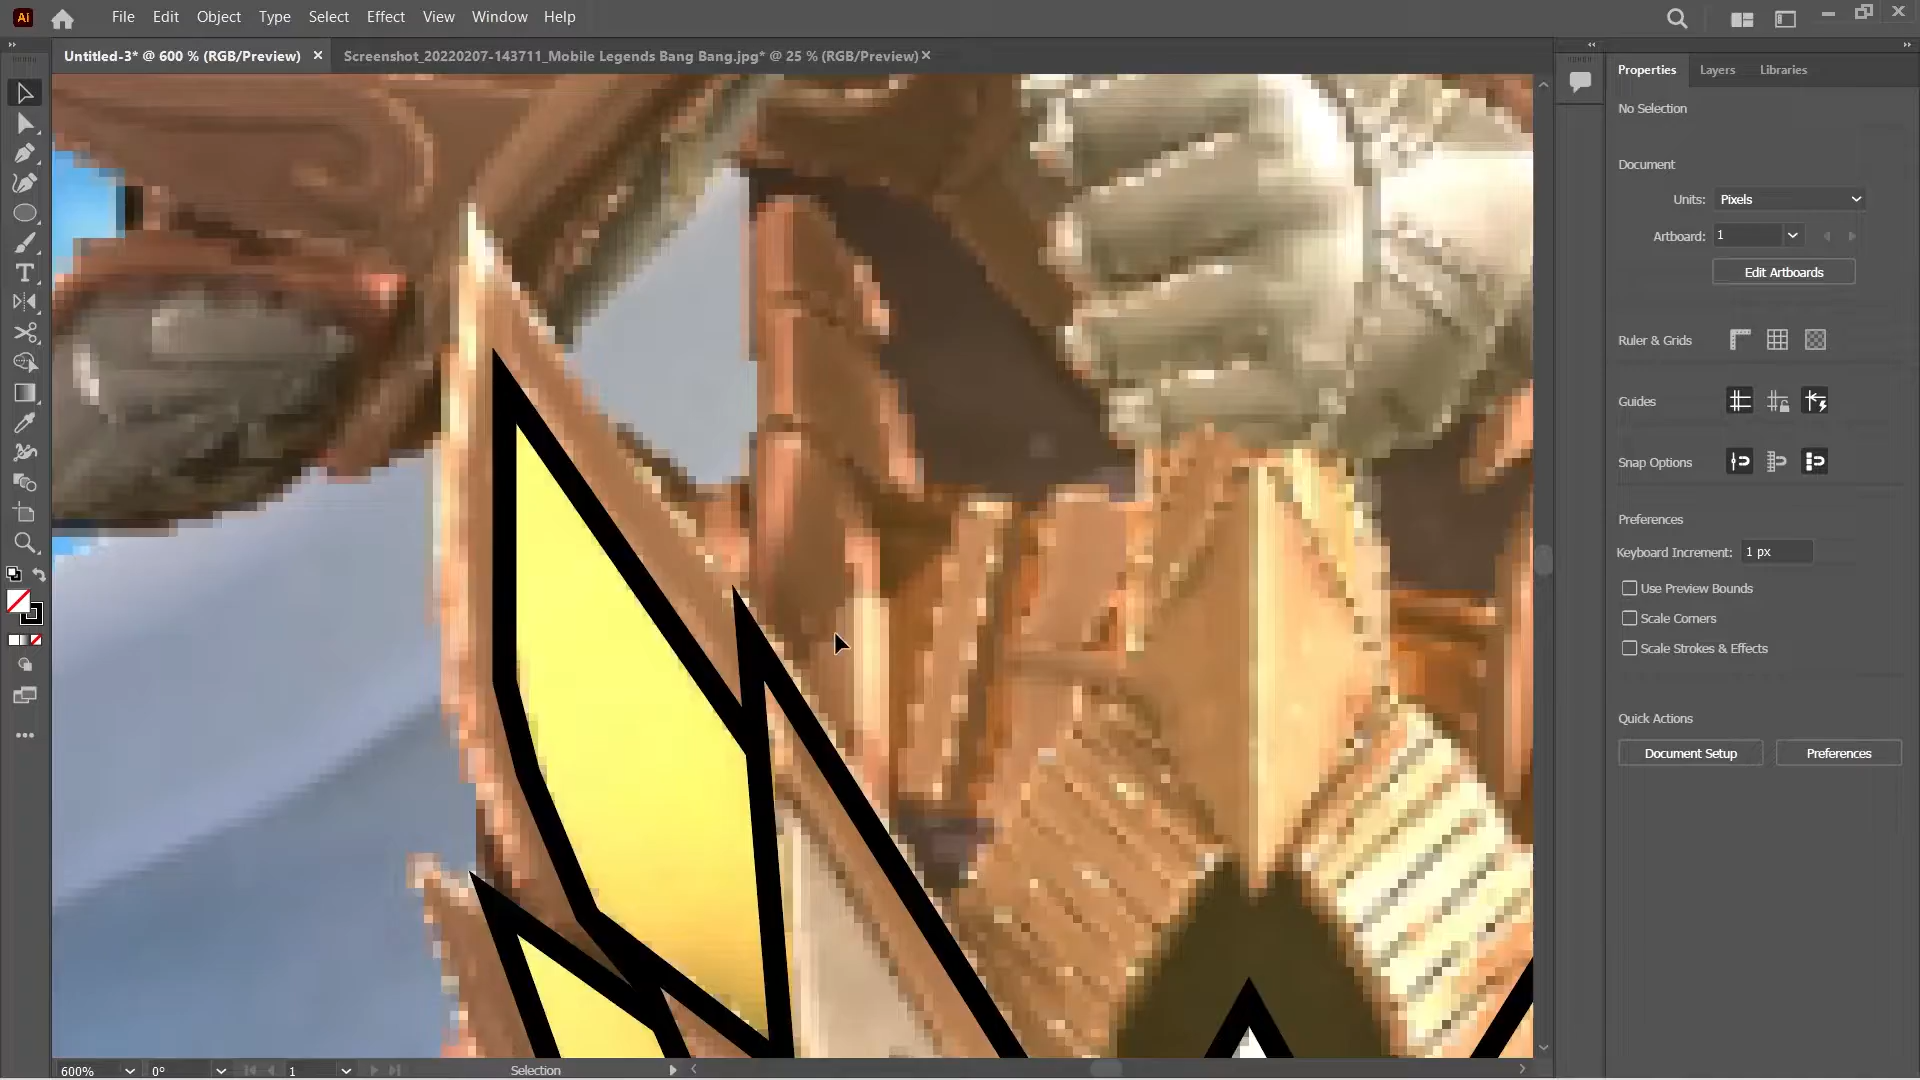 Ai File Edit Object Type Select Effect View Window Help
Untitled-3* @ 600 % (RGB/Preview) Screenshot_20220207-143711_Mobile Legends Bang Bang.jpg* @ 25 % (RGB/Preview)
Properties Layers Libraries
No Selection
Document
Units: Pixels
Artboard: 1
Edit Artboards
Ruler & Grids
Guides
Snap Options
Preferences
Keyboard Increment: 1 px
Use Preview Bounds
Scale Corners
Scale Strokes & Effects
Quick Actions
Document Setup Preferences
600% 0° 1 Selection